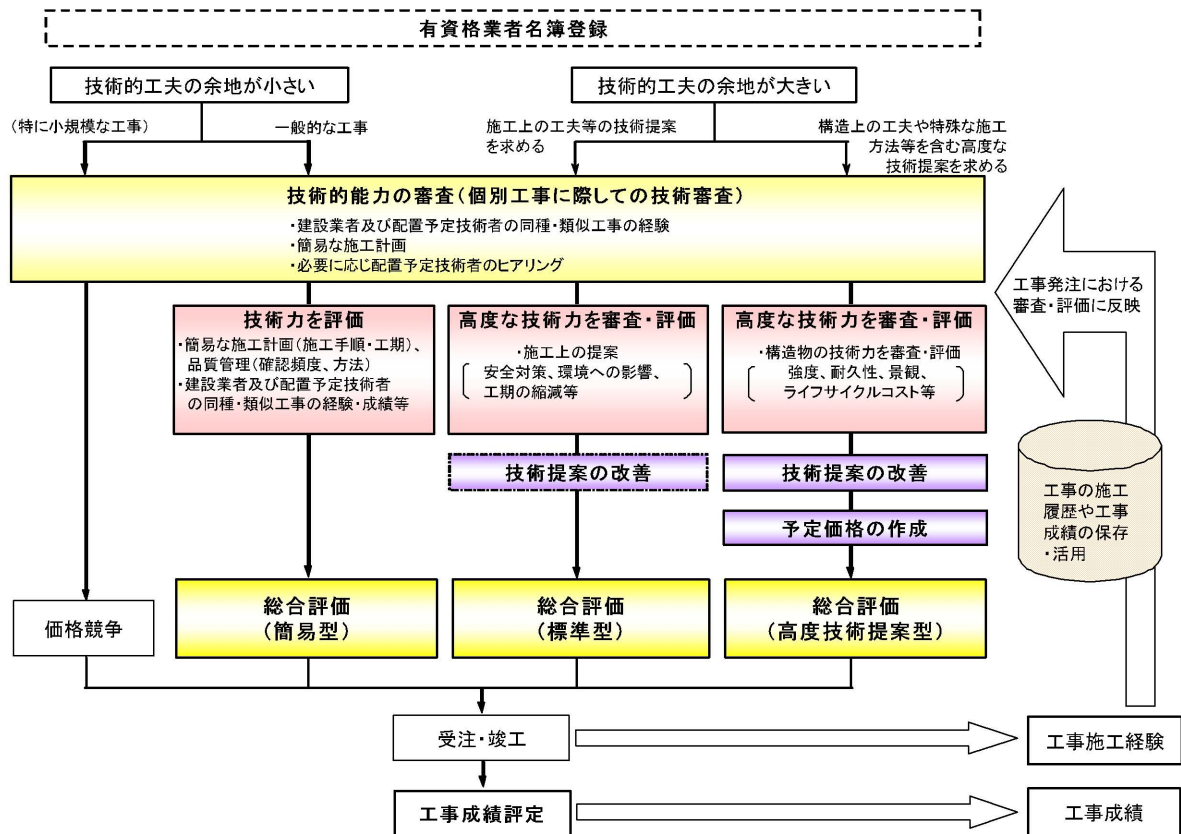 有資格業者名簿登録
技術的工夫の余地が小さい
技術的工夫の余地が大きい
(特に小規模な工事)
一般的な工事
施工上の工夫等の技術提案
を求める
構造上の工夫や特殊な施工
方法等を含む高度な
技術提案を求める
技術的能力の審査(個別工事に際しての技術審査)
・建設業者及び配置予定技術者の同種・類似工事の経験
・簡易な施工計画
・必要に応じ配置予定技術者のヒアリング
工事発注における
審査・評価に反映
技術力を評価
・簡易な施工計画(施工手順・工期)、
品質管理(確認頻度、方法)
・建設業者及び配置予定技術者
の同種・類似工事の経験・成績等
高度な技術力を審査・評価
・施工上の提案
安全対策、環境への影響、
工期の縮減等
高度な技術力を審査・評価
・構造物の技術力を審査・評価
強度、耐久性、景観、
ライフサイクルコスト等
技術提案の改善
技術提案の改善
予定価格の作成
工事の施工
履歴や工事
成績の保存
・活用
価格競争
総合評価
(簡易型)
総合評価
(標準型)
総合評価
(高度技術提案型)
受注・竣工
工事施工経験
工事成績評定
工事成績